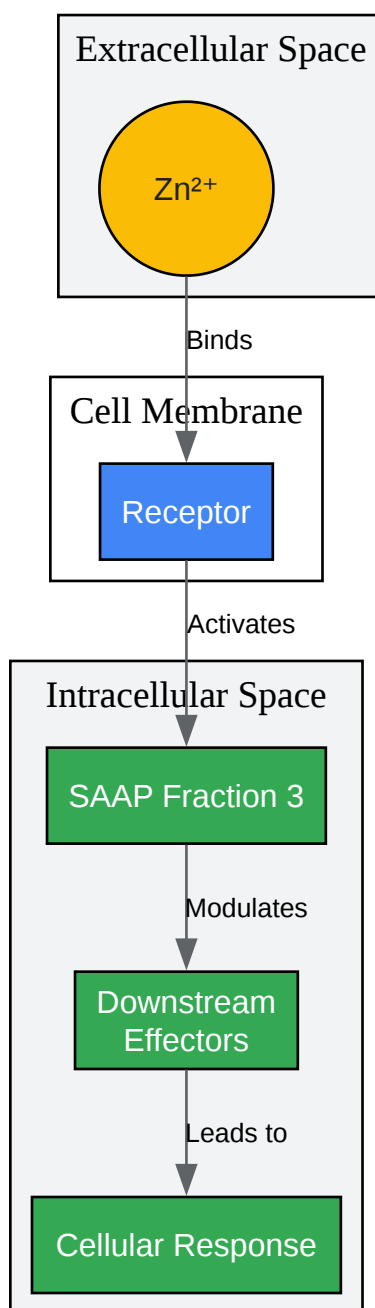 Extracellular Space
Zn²⁺
Binds
Cell Membrane
Receptor
Activates
Intracellular Space
SAAP Fraction 3
Modulates
Downstream
Effectors
Leads to
Cellular Response